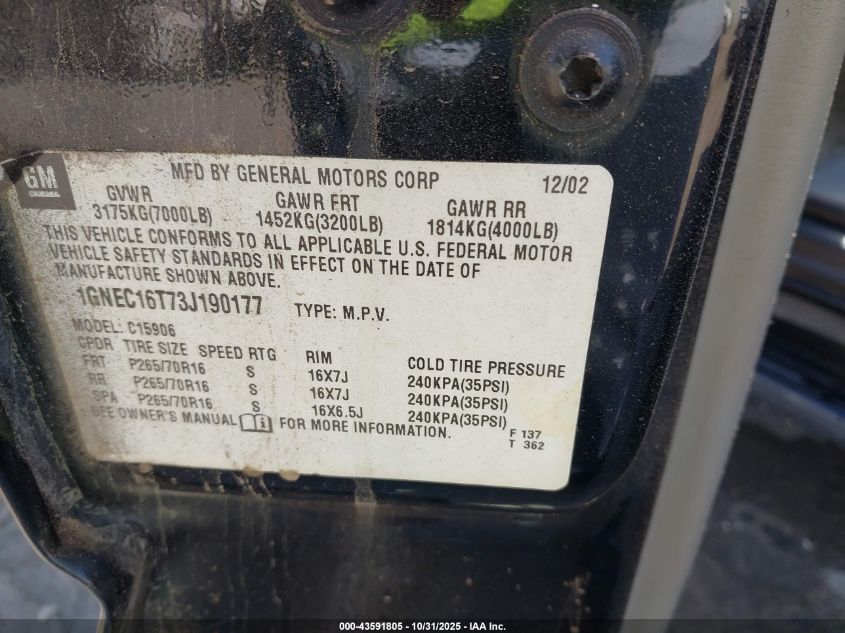 GM
MFD BY GENERAL MOTORS CORP 12/02
GVWR GAWR FRT GAWR RR
3175KG(7000LB) 1452KG(3200LB) 1814KG(4000LB)
THIS VEHICLE CONFORMS TO ALL APPLICABLE U.S. FEDERAL MOTOR
VEHICLE SAFETY STANDARDS IN EFFECT ON THE DATE OF
MANUFACTURE SHOWN ABOVE.
1GNEC16T73J190177 TYPE: M.P.V.
MODEL: C15906
CPDR TIRE SIZE SPEED RTG RIM COLD TIRE PRESSURE
FRT P265/70R16 S 16X7J 240KPA(35PSI)
RR P265/70R16 S 16X7J 240KPA(35PSI)
SPA P265/70R16 S 16X6.5J 240KPA(35PSI)
SEE OWNER'S MANUAL FOR MORE INFORMATION.
F 137
T 362
000-43591805 - 10/31/2025 - IAA Inc.